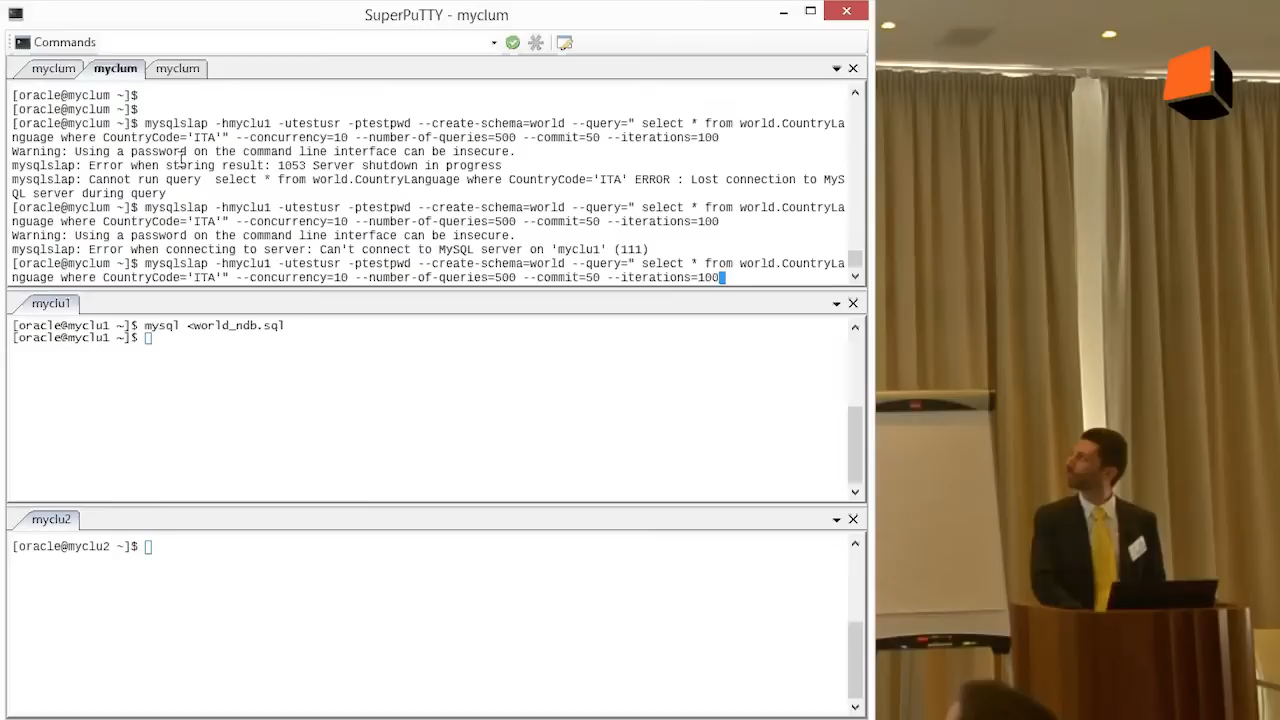 SuperPuTTY - myclum
Commands
myclum
myclum
myclum
[oracle@myclum ~]$
[oracle@myclum ~]$
[oracle@myclum ~]$ mysqlslap -hmyclu1 -utestusr -ptestpwd --create-schema=world --query=" select * from world.CountryLa
nguage where CountryCode='ITA'" --concurrency=10 --number-of-queries=500 --commit=50 --iterations=100
Warning: Using a password on the command line interface can be insecure.
mysqlslap: Error when storing result: 1053 Server shutdown in progress
mysqlslap: Cannot run query  select * from world.CountryLanguage where CountryCode='ITA' ERROR : Lost connection to MyS
QL server during query
[oracle@myclum ~]$ mysqlslap -hmyclu1 -utestusr -ptestpwd --create-schema=world --query=" select * from world.CountryLa
nguage where CountryCode='ITA'" --concurrency=10 --number-of-queries=500 --commit=50 --iterations=100
Warning: Using a password on the command line interface can be insecure.
mysqlslap: Error when connecting to server: Can't connect to MySQL server on 'myclu1' (111)
[oracle@myclum ~]$ mysqlslap -hmyclu1 -utestusr -ptestpwd --create-schema=world --query=" select * from world.CountryLa
nguage where CountryCode='ITA'" --concurrency=10 --number-of-queries=500 --commit=50 --iterations=100
myclu1
[oracle@myclu1 ~]$ mysql <world_ndb.sql
[oracle@myclu1 ~]$
myclu2
[oracle@myclu2 ~]$